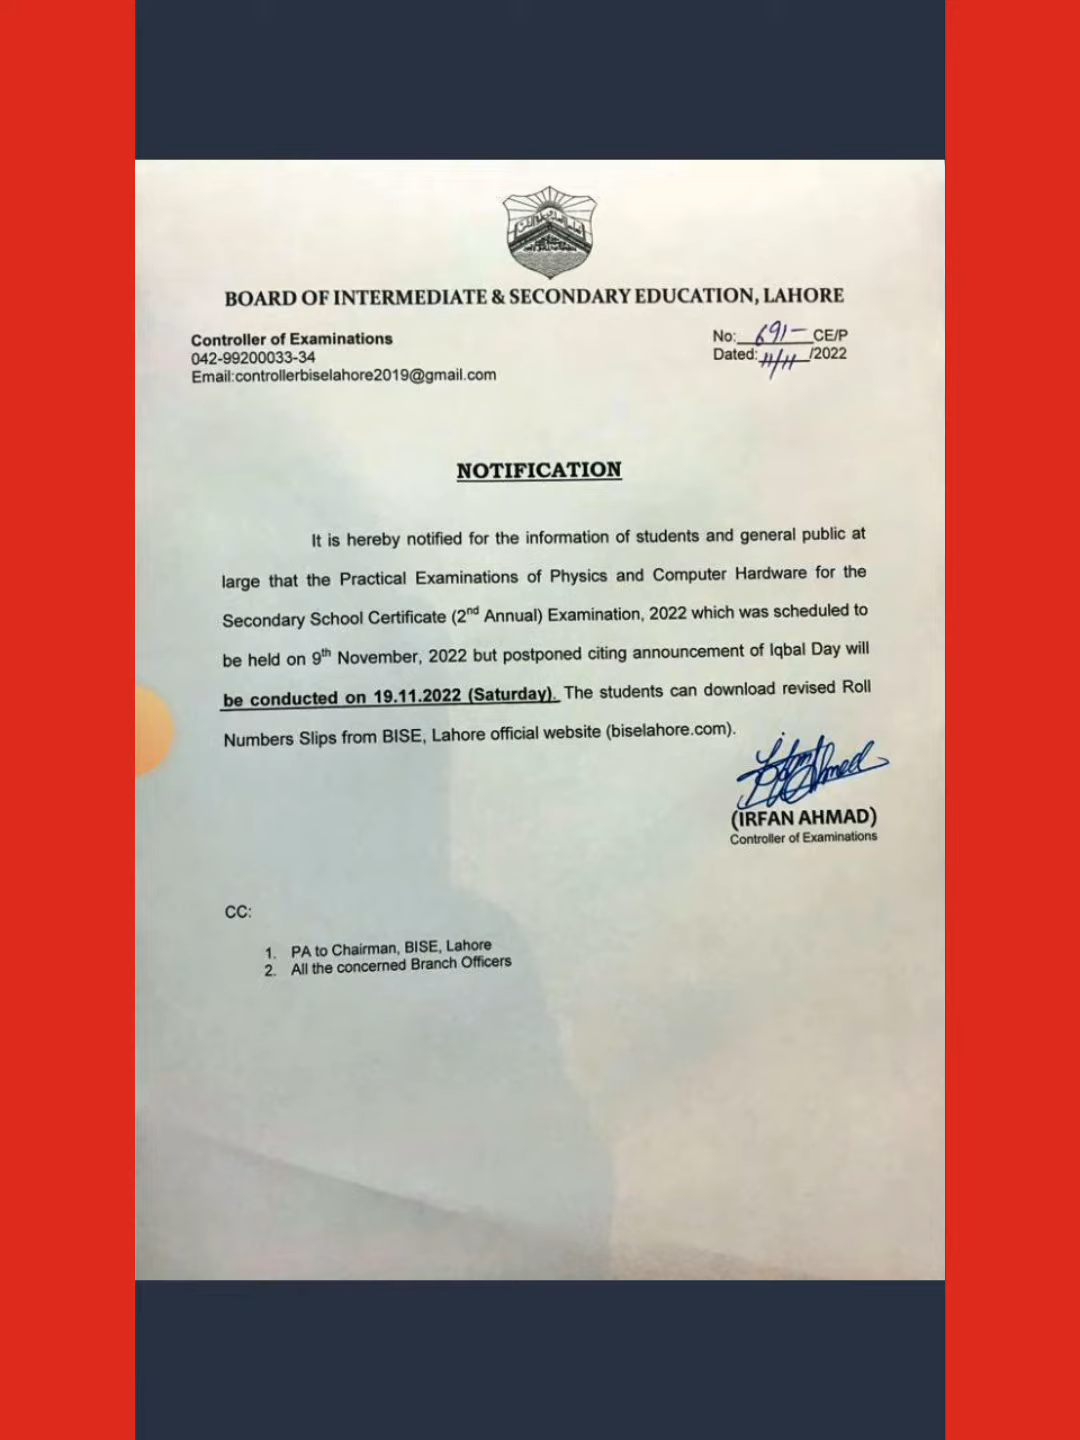 BOARD OF INTERMEDIATE & SECONDARY EDUCATION, LAHORE
Controller of Examinations
042-99200033-34
Email:controllerbiselahore2019@gmail.com
No: 691- CE/P
Dated: 11/11 /2022
NOTIFICATION
It is hereby notified for the information of students and general public at
large that the Practical Examinations of Physics and Computer Hardware for the
Secondary School Certificate (2nd Annual) Examination, 2022 which was scheduled to
be held on 9th November, 2022 but postponed citing announcement of Iqbal Day will
be conducted on 19.11.2022 (Saturday). The students can download revised Roll
Numbers Slips from BISE, Lahore official website (biselahore.com).
(IRFAN AHMAD)
Controller of Examinations
CC:
1. PA to Chairman, BISE, Lahore
2. All the concerned Branch Officers